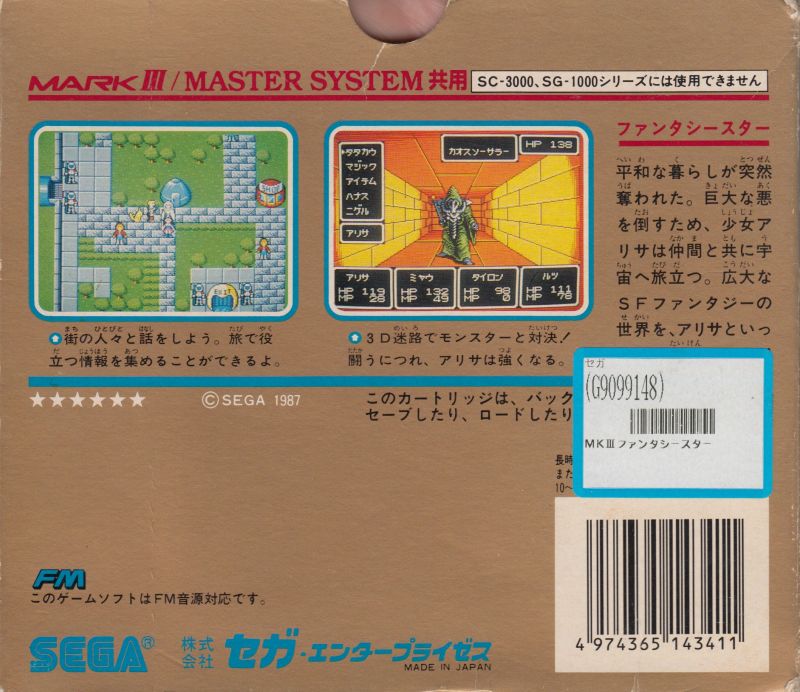 MARK III / MASTER SYSTEM 共用
SC-3000、SG-1000シリーズには使用できません
トタタカウ
マジック
アイテム
ハナス
ニゲル
アリサ
カオスソーサラー
HP 138
アリサ
HP 119
MP 28
ミャウ
HP 132
MP 49
タイロン
HP 98
MP 0
ルツ
HP 111
MP 78
ファンタシースター
平和な暮らしが突然
奪われた。巨大な悪
を倒すため、少女ア
リサは仲間と共に宇
宙へ旅立つ。広大な
SFファンタジーの
世界を、アリサといっ
街の人々と話をしよう。旅で役
だつ情報を集めることができるよ。
3D迷路でモンスターと対決!
闘うにつれ、アリサは強くなる。
★★★★★★
©SEGA 1987
このカートリッジは、バック
セーブしたり、ロードしたり
セガ
(G9099148)
MKⅢファンタシースター
長時
また
10〜
FM
このゲームソフトはFM音源対応です。
SEGA®
株式会社 セガ・エンタープライゼス
MADE IN JAPAN
4 974365 143411